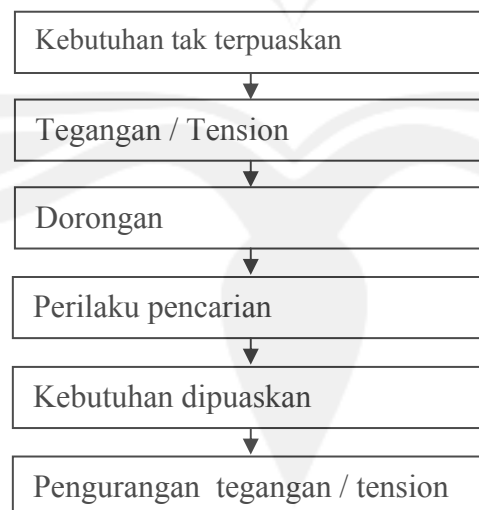 Kebutuhan tak terpuaskan
Tegangan / Tension
Dorongan
Perilaku pencarian
Kebutuhan dipuaskan
Pengurangan tegangan / tension